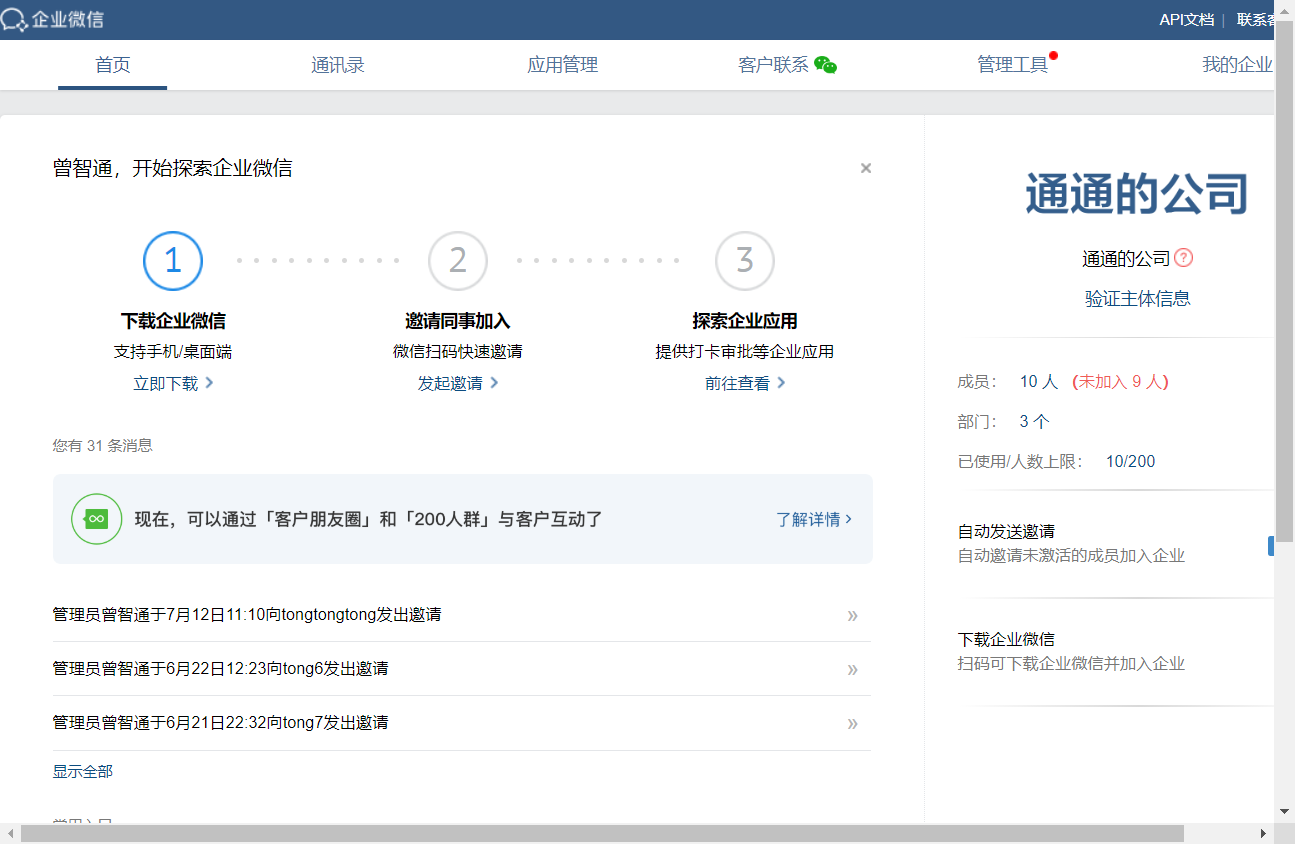 企业微信
API文档 | 联系客
首页 通讯录 应用管理 客户联系 管理工具 我的企业
曾智通，开始探索企业微信 ×
1 2 3
下载企业微信 邀请同事加入 探索企业应用
支持手机/桌面端 微信扫码快速邀请 提供打卡审批等企业应用
立即下载 发起邀请 前往查看
您有 31 条消息
现在，可以通过「客户朋友圈」和「200人群」与客户互动了 了解详情
管理员曾智通于7月12日11:10向tongtongtong发出邀请 »
管理员曾智通于6月22日12:23向tong6发出邀请 »
管理员曾智通于6月21日22:32向tong7发出邀请 »
显示全部
通通的公司
通通的公司 ?
验证主体信息
成员： 10 人 (未加入 9 人)
部门： 3 个
已使用/人数上限： 10/200
自动发送邀请
自动邀请未激活的成员加入企业
下载企业微信
扫码可下载企业微信并加入企业